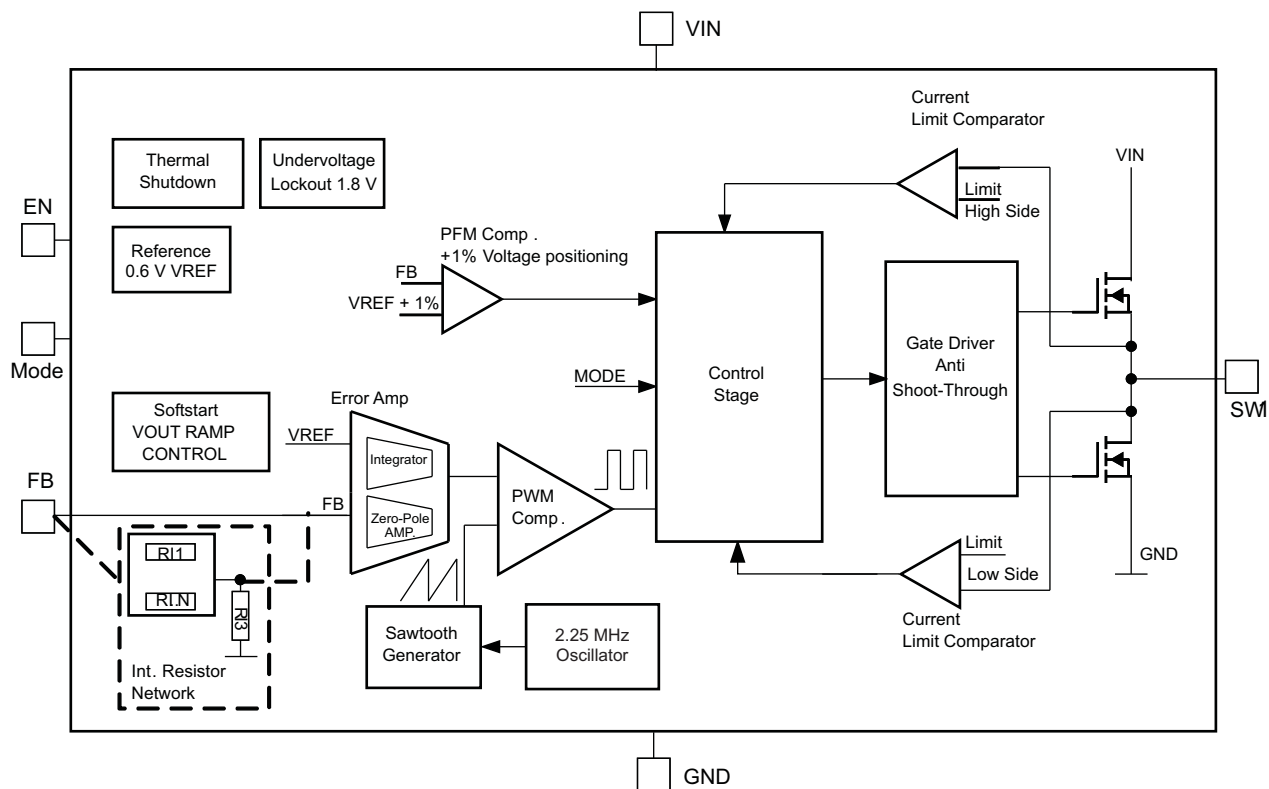 VIN
Current
Limit Comparator
Thermal
Shutdown
Undervoltage
Lockout 1.8 V
VIN
Limit
High Side
EN
Reference
0.6 V VREF
PFM Comp .
+1% Voltage positioning
FB
VREF + 1%
Mode
MODE
Control
Stage
Gate Driver
Anti
Shoot-Through
SW1
Softstart
VOUT RAMP
CONTROL
Error Amp
VREF
Integrator
FB
FB
Zero-Pole
AMP.
PWM
Comp .
RI1
RI..N
RI3
Int. Resistor
Network
Sawtooth
Generator
2.25 MHz
Oscillator
Limit
Low Side
Current
Limit Comparator
GND
GND